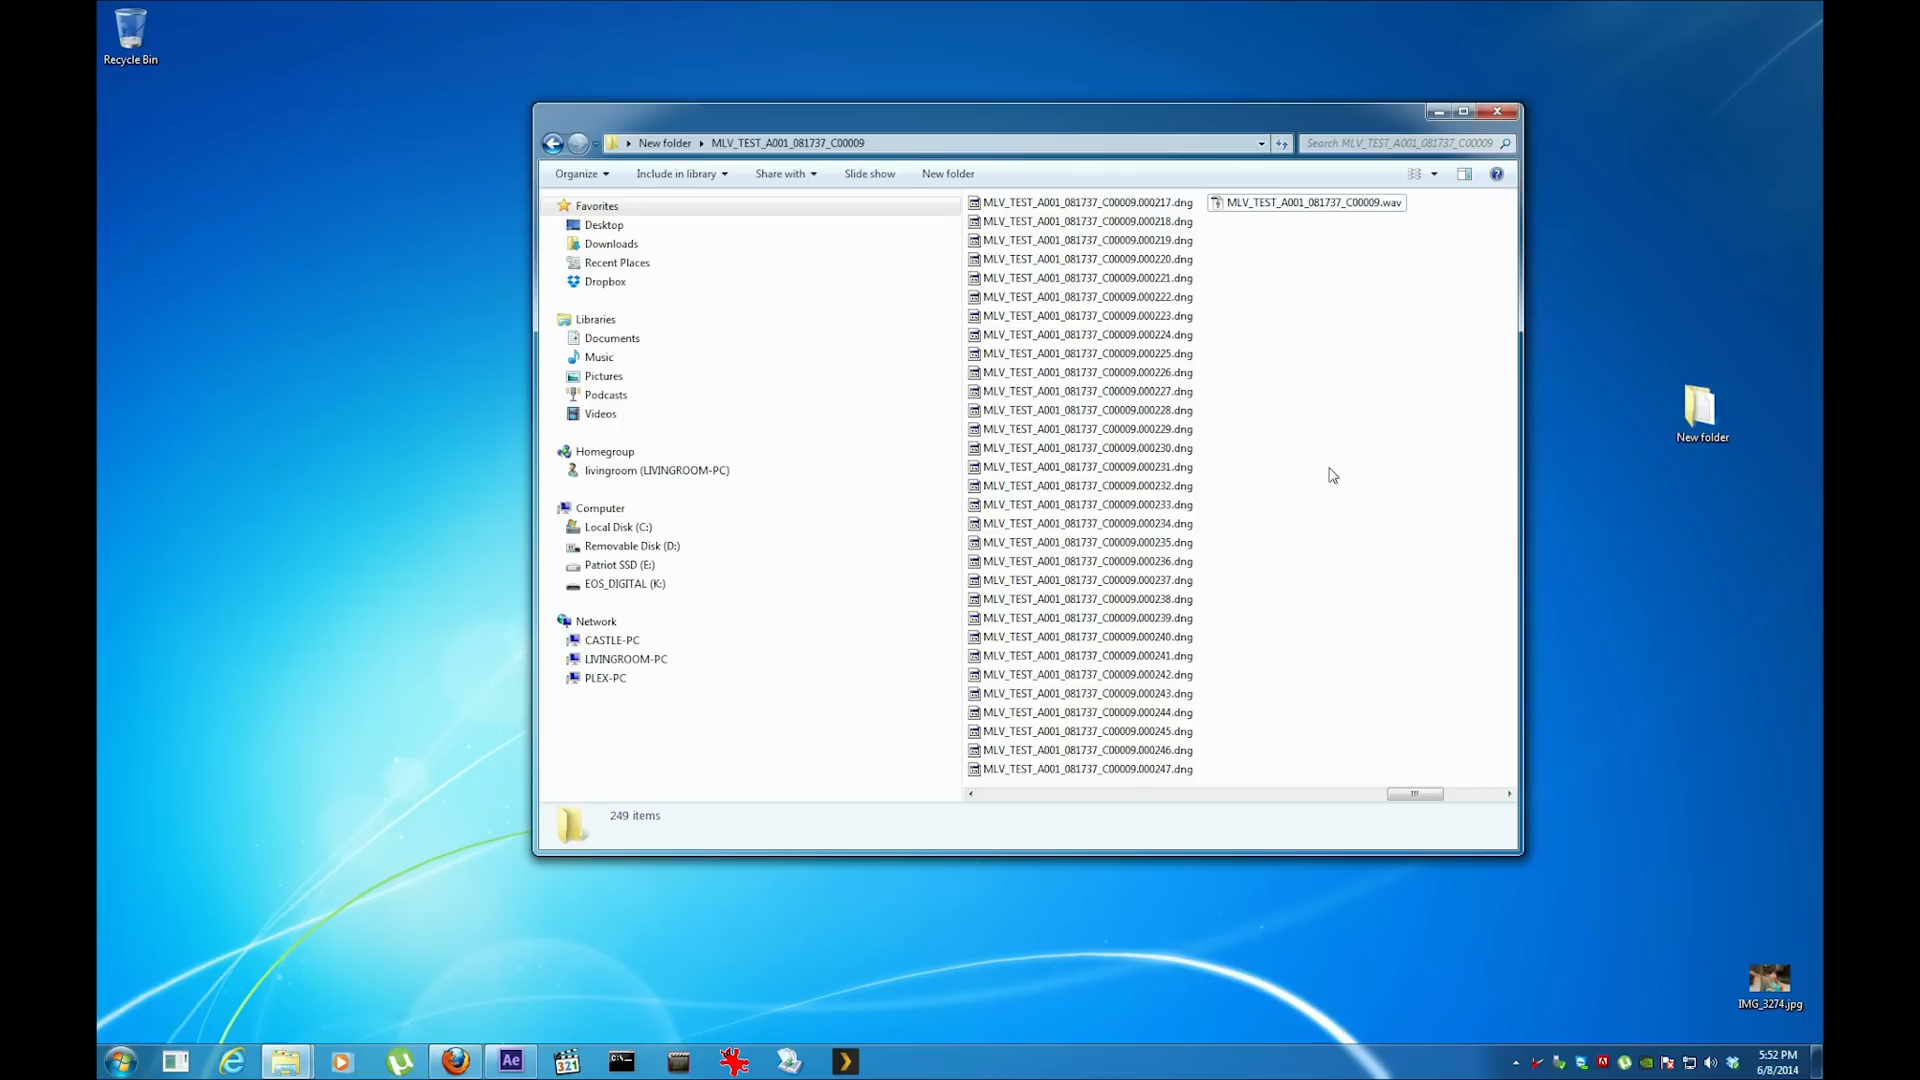 Recycle Bin
New folder
MLV_TEST_A001_081737_C00009
Search MLV_TEST_A001_081737_C00009
Organize
Include in library
Share with
Slide show
New folder
Favorites
Desktop
Downloads
Recent Places
Dropbox
Libraries
Documents
Music
Pictures
Podcasts
Videos
Homegroup
livingroom (LIVINGROOM-PC)
Computer
Local Disk (C:)
Removable Disk (D:)
Patriot SSD (E:)
EOS_DIGITAL (K:)
Network
CASTLE-PC
LIVINGROOM-PC
PLEX-PC
MLV_TEST_A001_081737_C00009.000217.dng
MLV_TEST_A001_081737_C00009.000218.dng
MLV_TEST_A001_081737_C00009.000219.dng
MLV_TEST_A001_081737_C00009.000220.dng
MLV_TEST_A001_081737_C00009.000221.dng
MLV_TEST_A001_081737_C00009.000222.dng
MLV_TEST_A001_081737_C00009.000223.dng
MLV_TEST_A001_081737_C00009.000224.dng
MLV_TEST_A001_081737_C00009.000225.dng
MLV_TEST_A001_081737_C00009.000226.dng
MLV_TEST_A001_081737_C00009.000227.dng
MLV_TEST_A001_081737_C00009.000228.dng
MLV_TEST_A001_081737_C00009.000229.dng
MLV_TEST_A001_081737_C00009.000230.dng
MLV_TEST_A001_081737_C00009.000231.dng
MLV_TEST_A001_081737_C00009.000232.dng
MLV_TEST_A001_081737_C00009.000233.dng
MLV_TEST_A001_081737_C00009.000234.dng
MLV_TEST_A001_081737_C00009.000235.dng
MLV_TEST_A001_081737_C00009.000236.dng
MLV_TEST_A001_081737_C00009.000237.dng
MLV_TEST_A001_081737_C00009.000238.dng
MLV_TEST_A001_081737_C00009.000239.dng
MLV_TEST_A001_081737_C00009.000240.dng
MLV_TEST_A001_081737_C00009.000241.dng
MLV_TEST_A001_081737_C00009.000242.dng
MLV_TEST_A001_081737_C00009.000243.dng
MLV_TEST_A001_081737_C00009.000244.dng
MLV_TEST_A001_081737_C00009.000245.dng
MLV_TEST_A001_081737_C00009.000246.dng
MLV_TEST_A001_081737_C00009.000247.dng
MLV_TEST_A001_081737_C00009.wav
249 items
New folder
IMG_3274.jpg
Ae
321
5:52 PM
6/8/2014